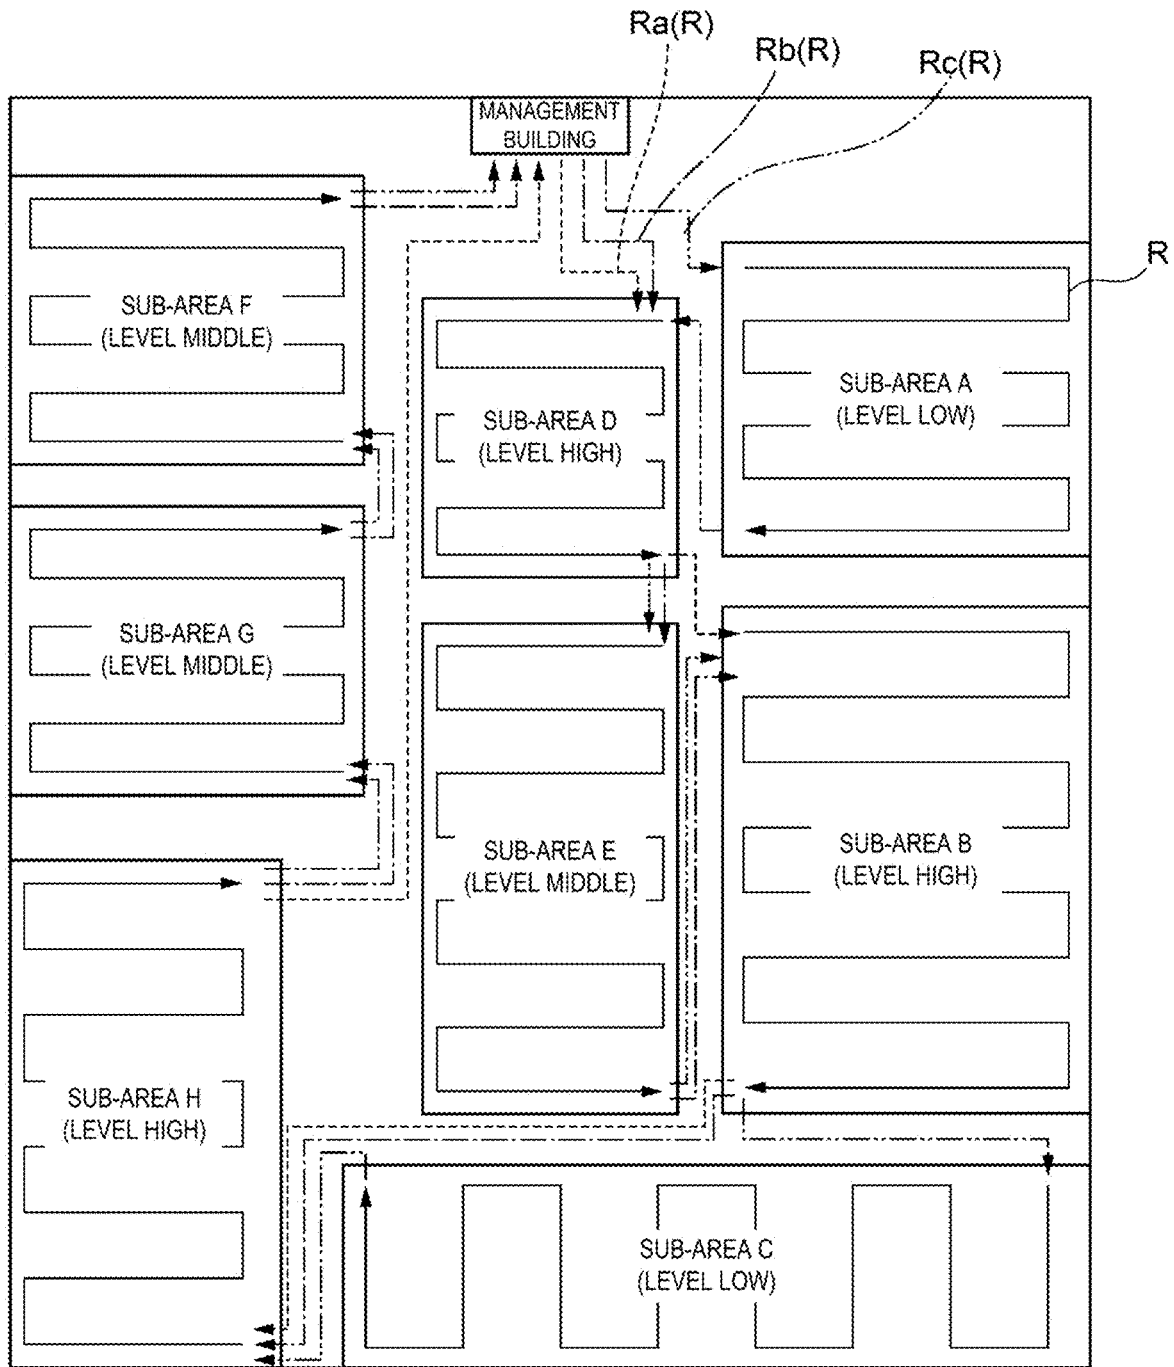 Ra(R)
Rb(R)
Rc(R)
MANAGEMENT
BUILDING
R
SUB-AREA F
(LEVEL MIDDLE)
SUB-AREA A
(LEVEL LOW)
SUB-AREA D
(LEVEL HIGH)
SUB-AREA G
(LEVEL MIDDLE)
SUB-AREA E
(LEVEL MIDDLE)
SUB-AREA B
(LEVEL HIGH)
SUB-AREA H
(LEVEL HIGH)
SUB-AREA C
(LEVEL LOW)